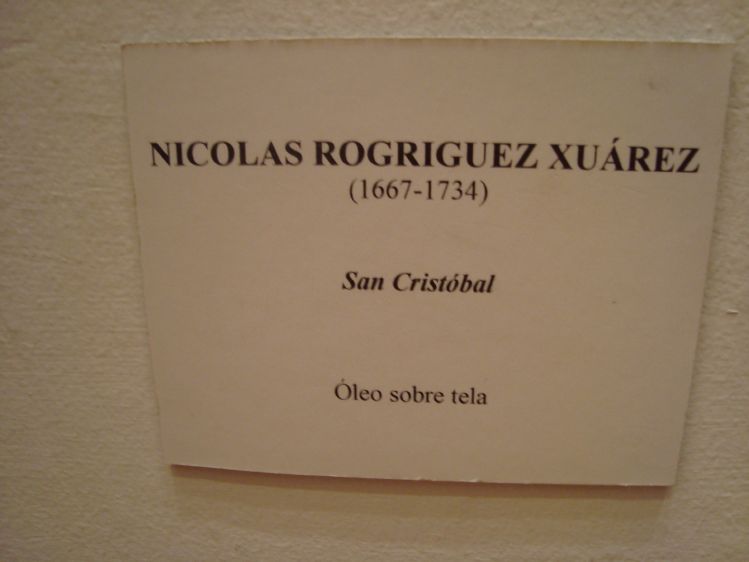 NICOLAS ROGRIGUEZ XUÁREZ
(1667-1734)
San Cristóbal
Óleo sobre tela